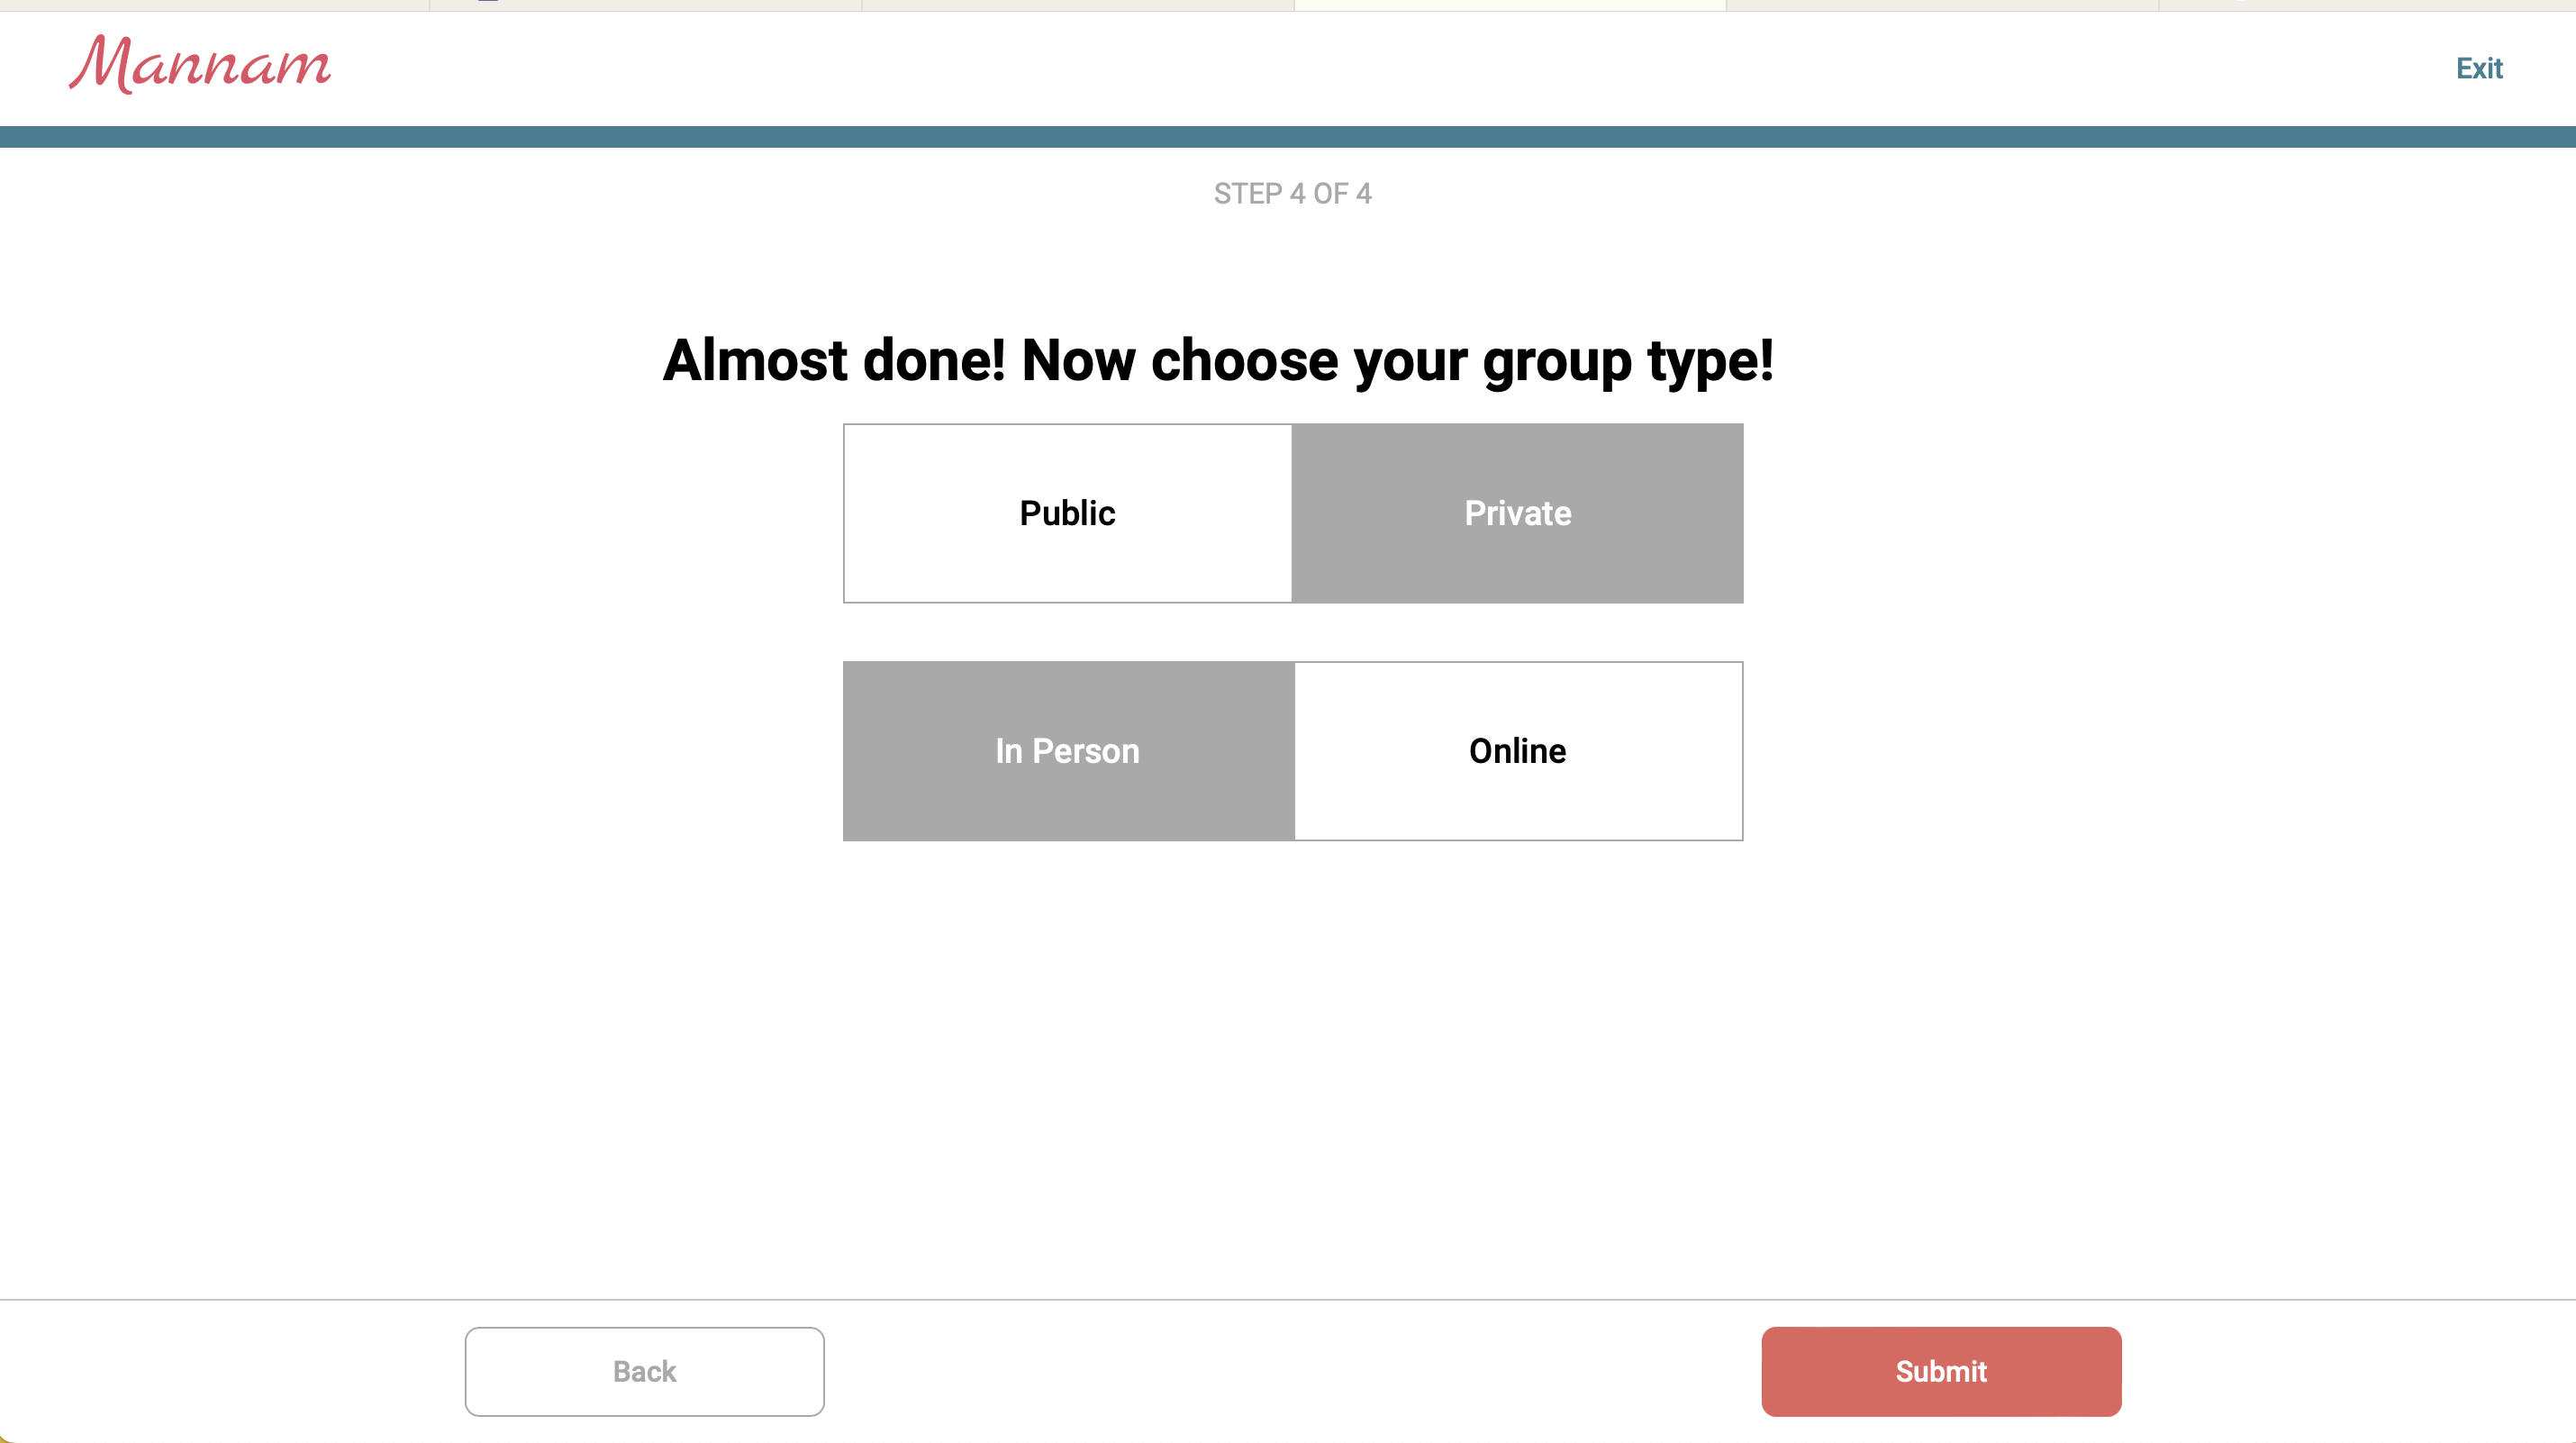 Mannam
Exit
STEP 4 OF 4
Almost done! Now choose your group type!
Public
Private
In Person
Online
Back
Submit